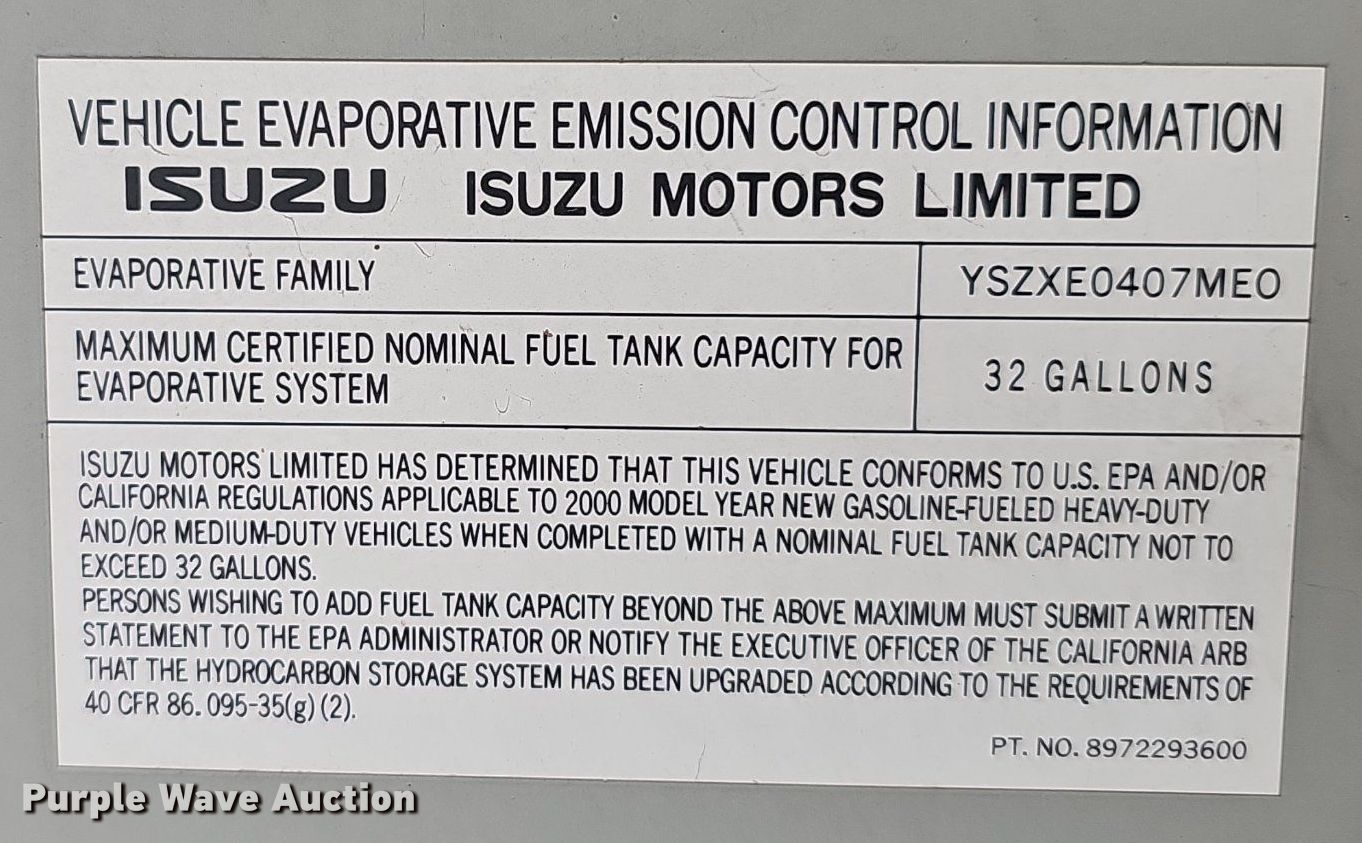 VEHICLE EVAPORATIVE EMISSION CONTROL INFORMATION
ISUZU ISUZU MOTORS LIMITED
EVAPORATIVE FAMILY YSZXE0407MEO
MAXIMUM CERTIFIED NOMINAL FUEL TANK CAPACITY FOR
EVAPORATIVE SYSTEM
32 GALLONS
ISUZU MOTORS LIMITED HAS DETERMINED THAT THIS VEHICLE CONFORMS TO U.S. EPA AND/OR
CALIFORNIA REGULATIONS APPLICABLE TO 2000 MODEL YEAR NEW GASOLINE-FUELED HEAVY-DUTY
AND/OR MEDIUM-DUTY VEHICLES WHEN COMPLETED WITH A NOMINAL FUEL TANK CAPACITY NOT TO
EXCEED 32 GALLONS.
PERSONS WISHING TO ADD FUEL TANK CAPACITY BEYOND THE ABOVE MAXIMUM MUST SUBMIT A WRITTEN
STATEMENT TO THE EPA ADMINISTRATOR OR NOTIFY THE EXECUTIVE OFFICER OF THE CALIFORNIA ARB
THAT THE HYDROCARBON STORAGE SYSTEM HAS BEEN UPGRADED ACCORDING TO THE REQUIREMENTS OF
40 CFR 86.095-35(g)(2).
PT. NO. 8972293600
Purple Wave Auction